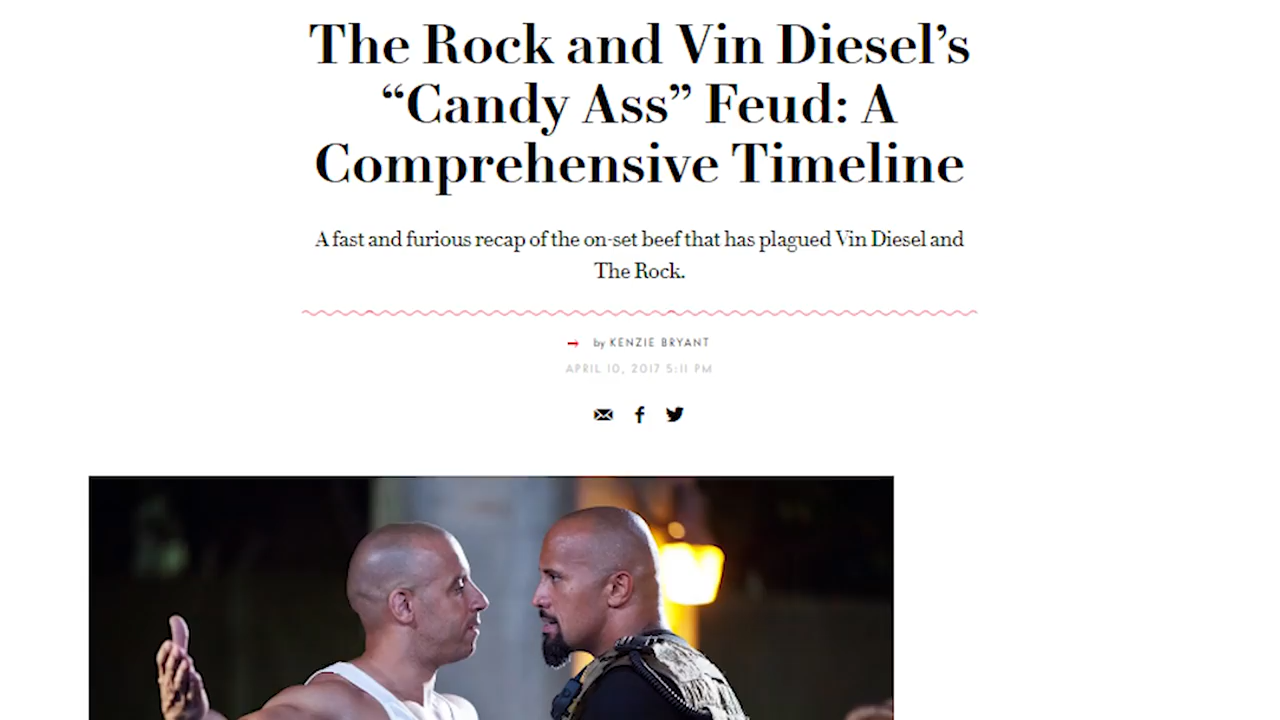 The Rock and Vin Diesel’s
“Candy Ass” Feud: A
Comprehensive Timeline
A fast and furious recap of the on-set beef that has plagued Vin Diesel and
The Rock.
by KENZIE BRYANT
APRIL 10, 2017 5:11 PM